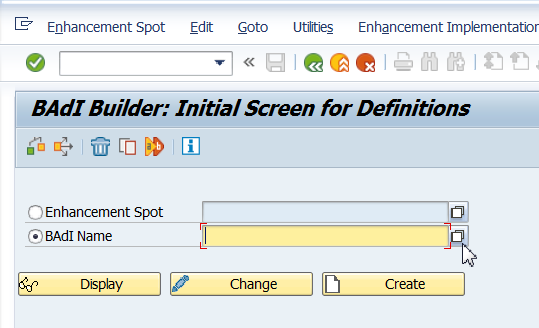 Enhancement Spot Edit Goto Utilities Enhancement Implementation
BAdI Builder: Initial Screen for Definitions
Enhancement Spot
BAdI Name
Display Change Create